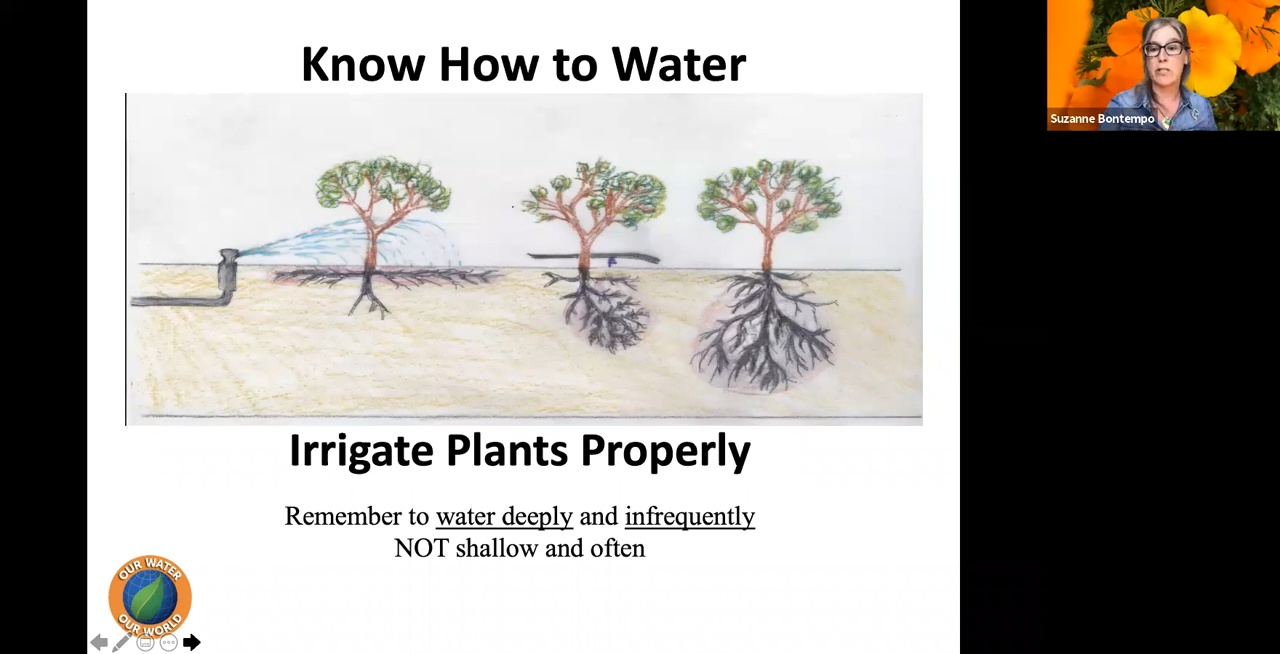 Know How to Water
Suzanne Bontempo
Irrigate Plants Properly
Remember to water deeply and infrequently
NOT shallow and often
OUR WATER
OUR WORLD